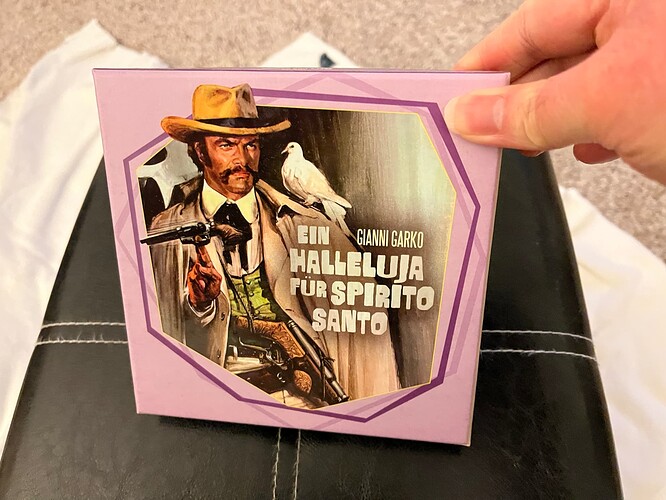 EIN
GIANNI GARKO
HALLELUJA
FÜR SPIRITO
SANTO